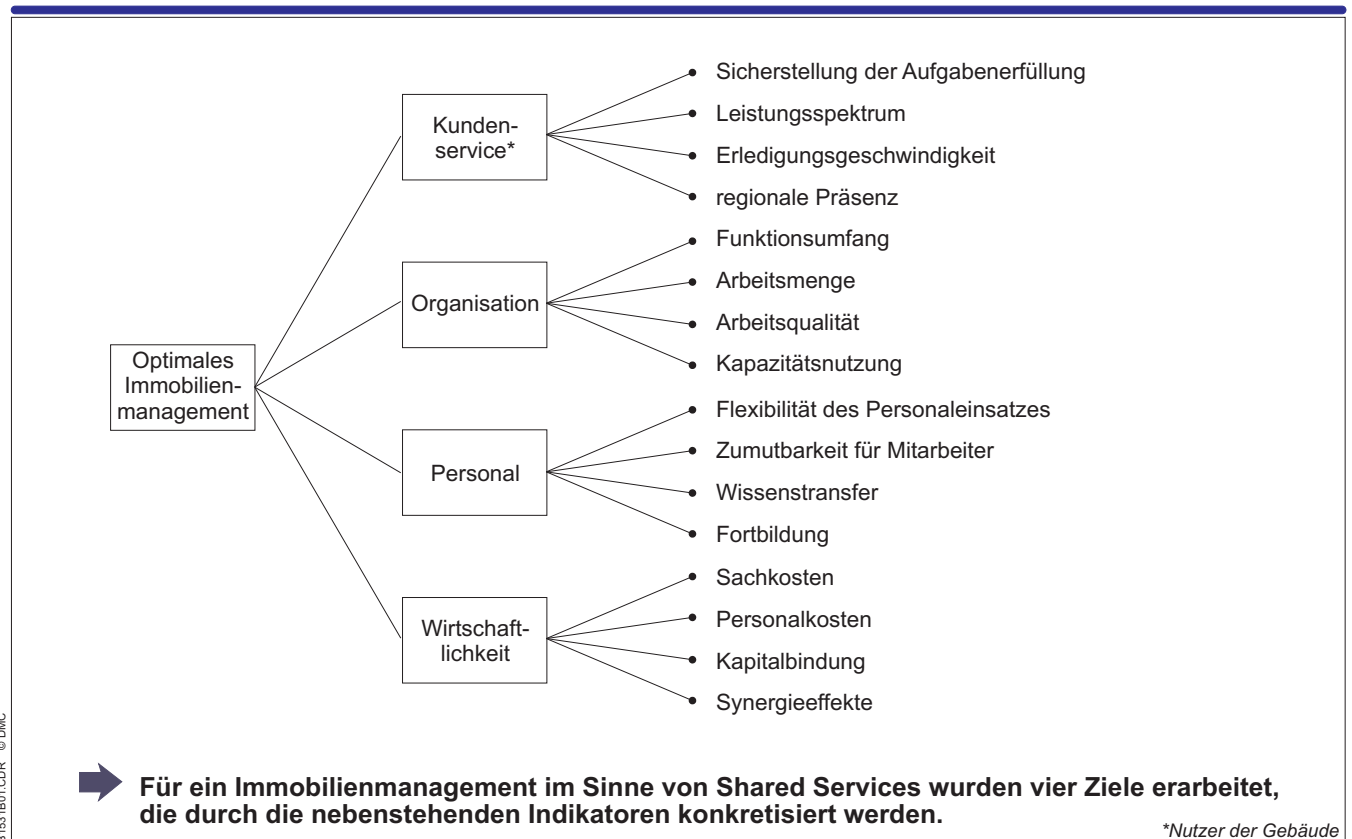 Optimales
Immobilien-
management
Kunden-
service*
Sicherstellung der Aufgabenerfüllung
Leistungsspektrum
Erledigungsgeschwindigkeit
regionale Präsenz
Organisation
Funktionsumfang
Arbeitsmenge
Arbeitsqualität
Kapazitätsnutzung
Personal
Flexibilität des Personaleinsatzes
Zumutbarkeit für Mitarbeiter
Wissenstransfer
Fortbildung
Wirtschaft-
lichkeit
Sachkosten
Personalkosten
Kapitalbindung
Synergieeffekte
Für ein Immobilienmanagement im Sinne von Shared Services wurden vier Ziele erarbeitet,
die durch die nebenstehenden Indikatoren konkretisiert werden.
*Nutzer der Gebäude
© DMC